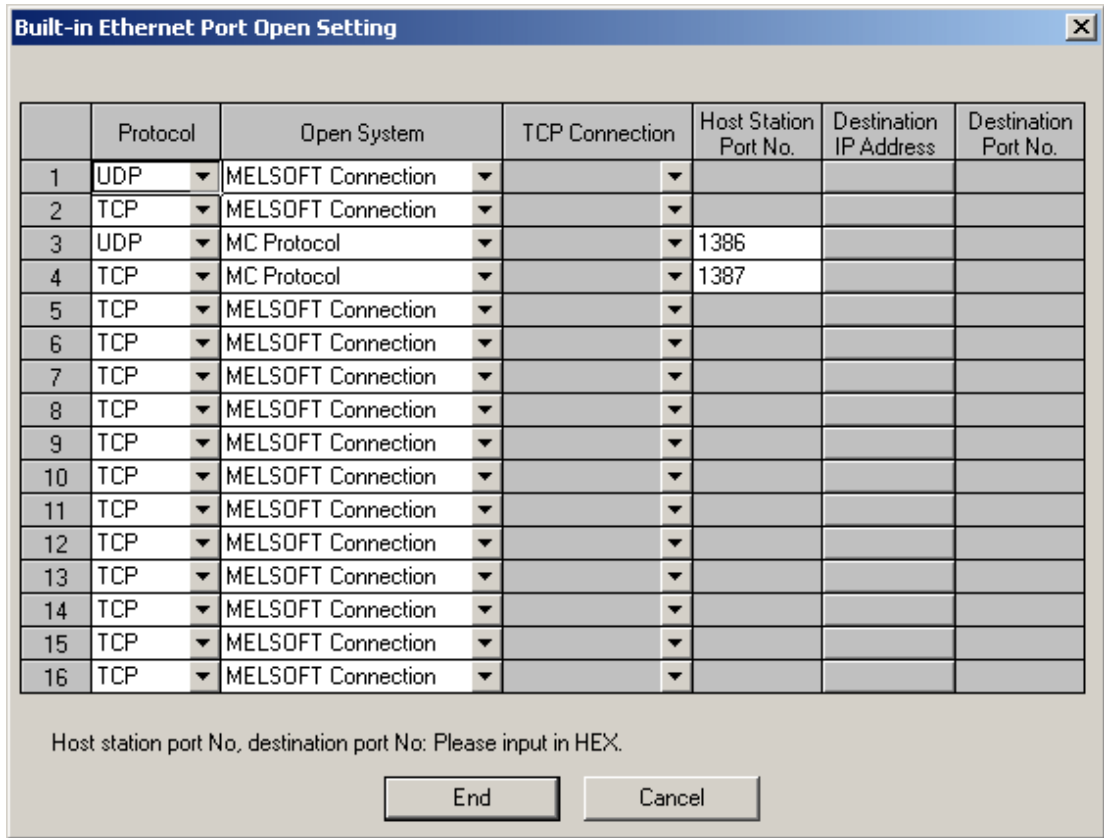 Built-in Ethernet Port Open Setting
Protocol Open System TCP Connection Host Station Port No. Destination IP Address Destination Port No.
1 UDP MELSOFT Connection
2 TCP MELSOFT Connection
3 UDP MC Protocol 1386
4 TCP MC Protocol 1387
5 TCP MELSOFT Connection
6 TCP MELSOFT Connection
7 TCP MELSOFT Connection
8 TCP MELSOFT Connection
9 TCP MELSOFT Connection
10 TCP MELSOFT Connection
11 TCP MELSOFT Connection
12 TCP MELSOFT Connection
13 TCP MELSOFT Connection
14 TCP MELSOFT Connection
15 TCP MELSOFT Connection
16 TCP MELSOFT Connection
Host station port No, destination port No: Please input in HEX.
End Cancel